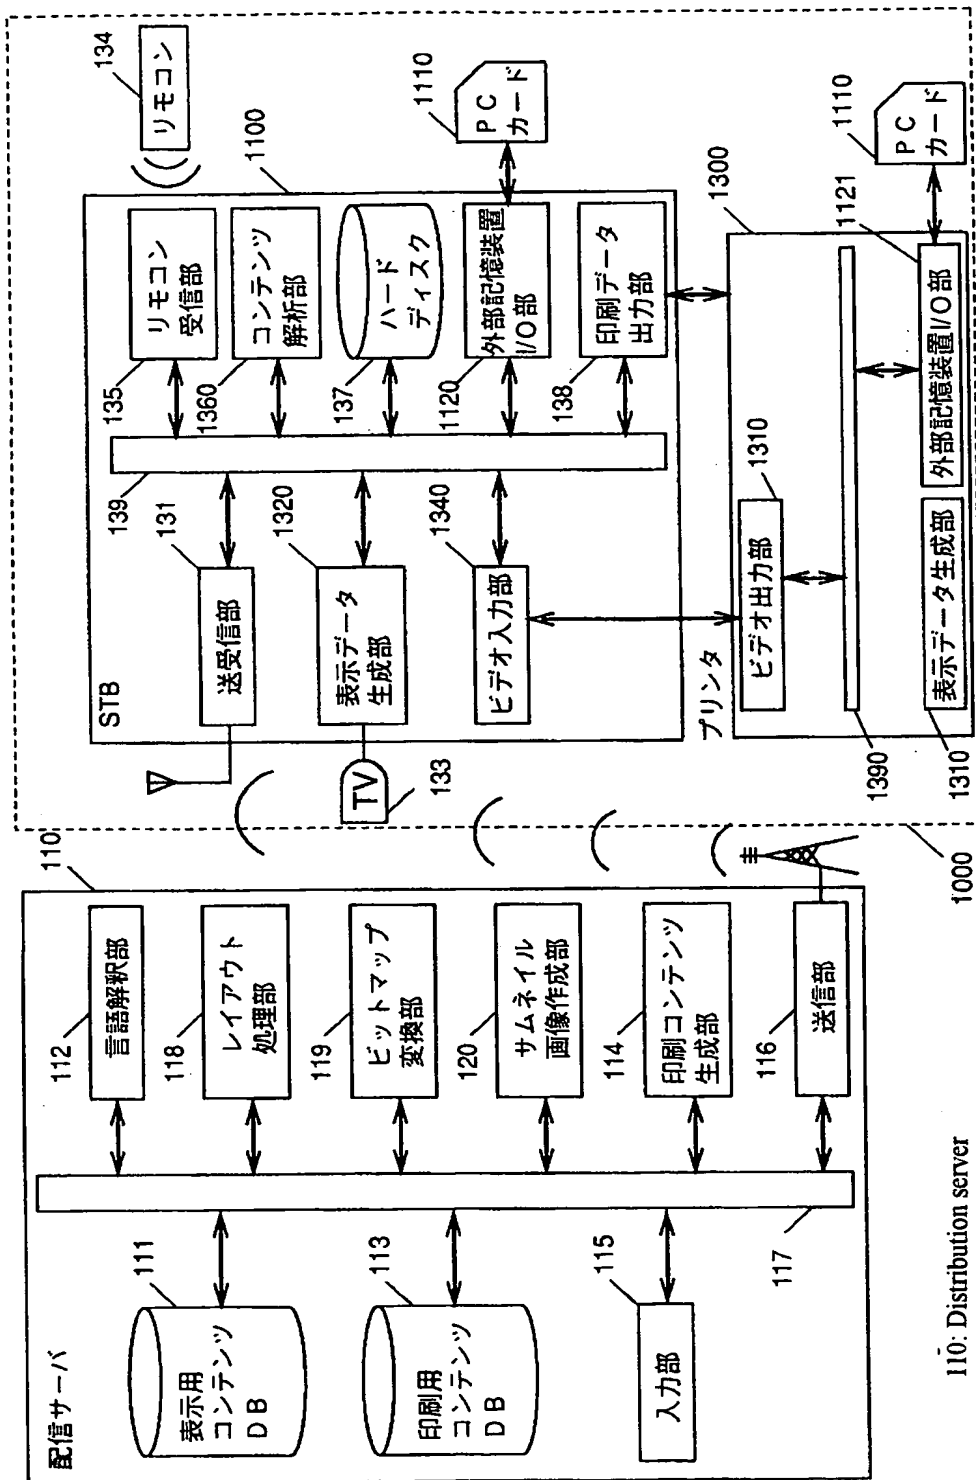 配信サーバ
110
111
表示用
コンテンツ
DB
113
印刷用
コンテンツ
DB
115
入力部
117
112
言語解釈部
118
レイアウト
処理部
119
ビットマップ
変換部
120
サムネイル
画像作成部
114
印刷コンテンツ
生成部
116
送信部
1000
STB
1100
139
131
送受信部
1320
表示データ
生成部
TV
133
1340
ビデオ入力部
135
リモコン
受信部
134
リモコン
1360
コンテンツ
解析部
137
ハード
ディスク
1120
外部記憶装置
I/O部
1110
PC
カード
138
印刷データ
出力部
プリンタ
1300
1310
ビデオ出力部
1390
1310
表示データ生成部
1121
外部記憶装置I/O部
1110
PC
カード
110: Distribution server